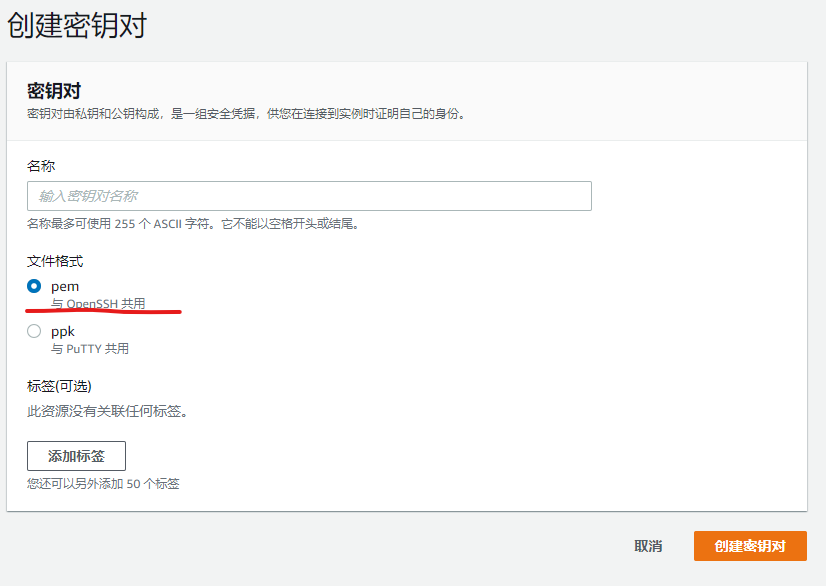 创建密钥对
密钥对
密钥对由私钥和公钥构成，是一组安全凭据，供您在连接到实例时证明自己的身份。
名称
输入密钥对名称
名称最多可使用 255 个 ASCII 字符。它不能以空格开头或结尾。
文件格式
pem
与 OpenSSH 共用
ppk
与 PuTTY 共用
标签(可选)
此资源没有关联任何标签。
添加标签
您还可以另外添加 50 个标签
取消 创建密钥对